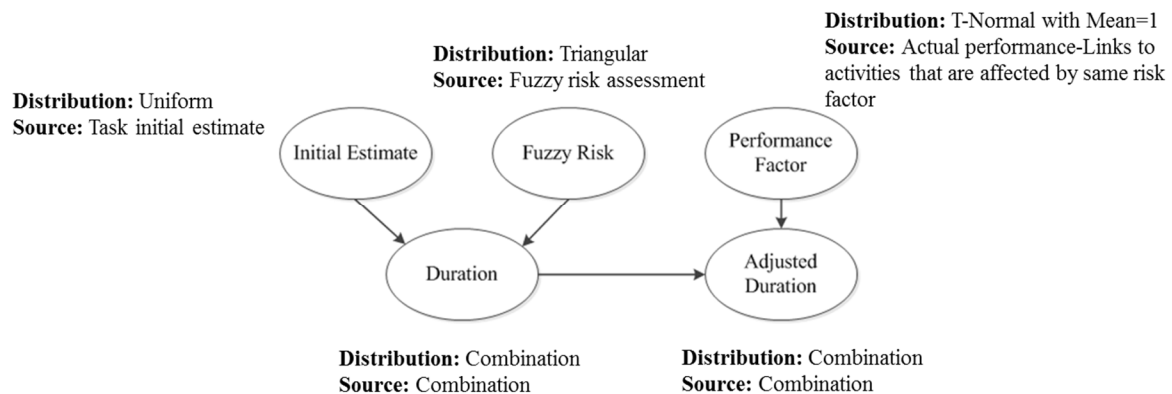 Distribution: T-Normal with Mean=1
Source: Actual performance-Links to
activities that are affected by same risk
factor
Distribution: Triangular
Source: Fuzzy risk assessment
Distribution: Uniform
Source: Task initial estimate
Initial Estimate
Fuzzy Risk
Performance
Factor
Duration
Adjusted
Duration
Distribution: Combination
Source: Combination
Distribution: Combination
Source: Combination